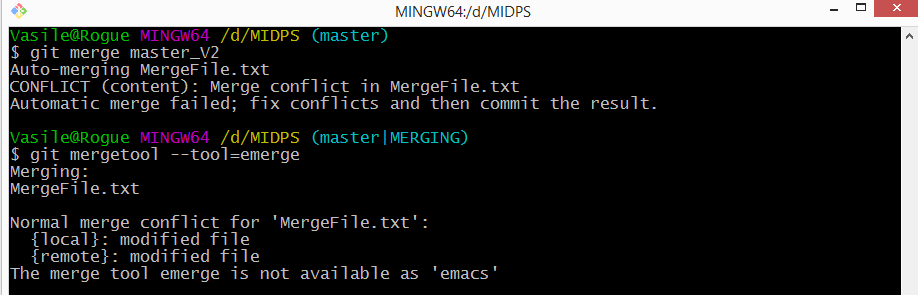 MINGW64:/d/MIDPS
Vasile@Rogue MINGW64 /d/MIDPS (master)
$ git merge master_V2
Auto-merging MergeFile.txt
CONFLICT (content): Merge conflict in MergeFile.txt
Automatic merge failed; fix conflicts and then commit the result.
Vasile@Rogue MINGW64 /d/MIDPS (master|MERGING)
$ git mergetool --tool=emerge
Merging:
MergeFile.txt
Normal merge conflict for 'MergeFile.txt':
{local}: modified file
{remote}: modified file
The merge tool emerge is not available as 'emacs'